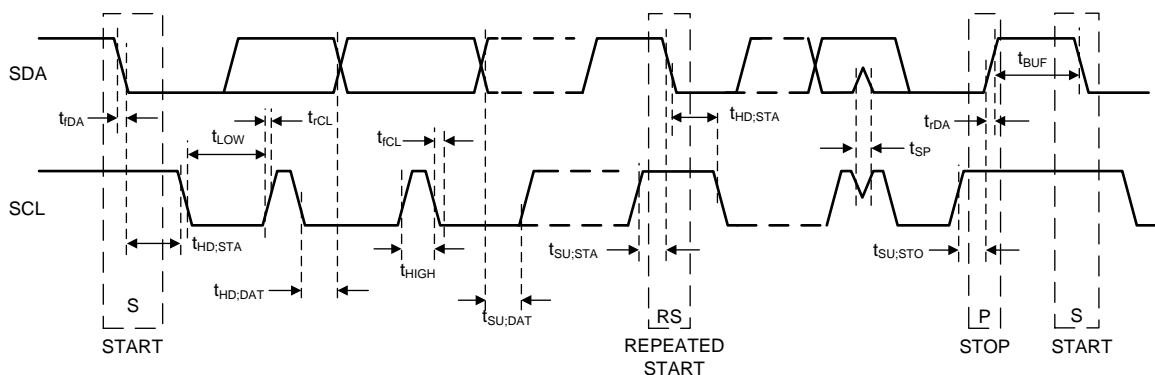 SDA
t_BUF
t_fDA
t_LOW
t_rCL
t_fCL
t_HD;STA
t_rDA
t_SP
SCL
t_HD;STA
t_HIGH
t_SU;STA
t_SU;STO
t_HD;DAT
t_SU;DAT
S
RS
P
S
START
REPEATED
START
STOP
START